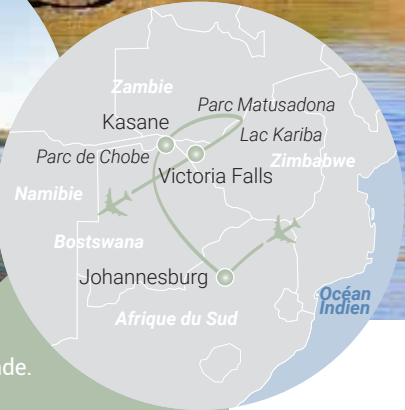 Zambie
Parc Matusadona
Kasane
Lac Kariba
Parc de Chobe
Zimbabwe
Victoria Falls
Namibie
Bostswana
Johannesburg
Océan
Indien
Afrique du Sud